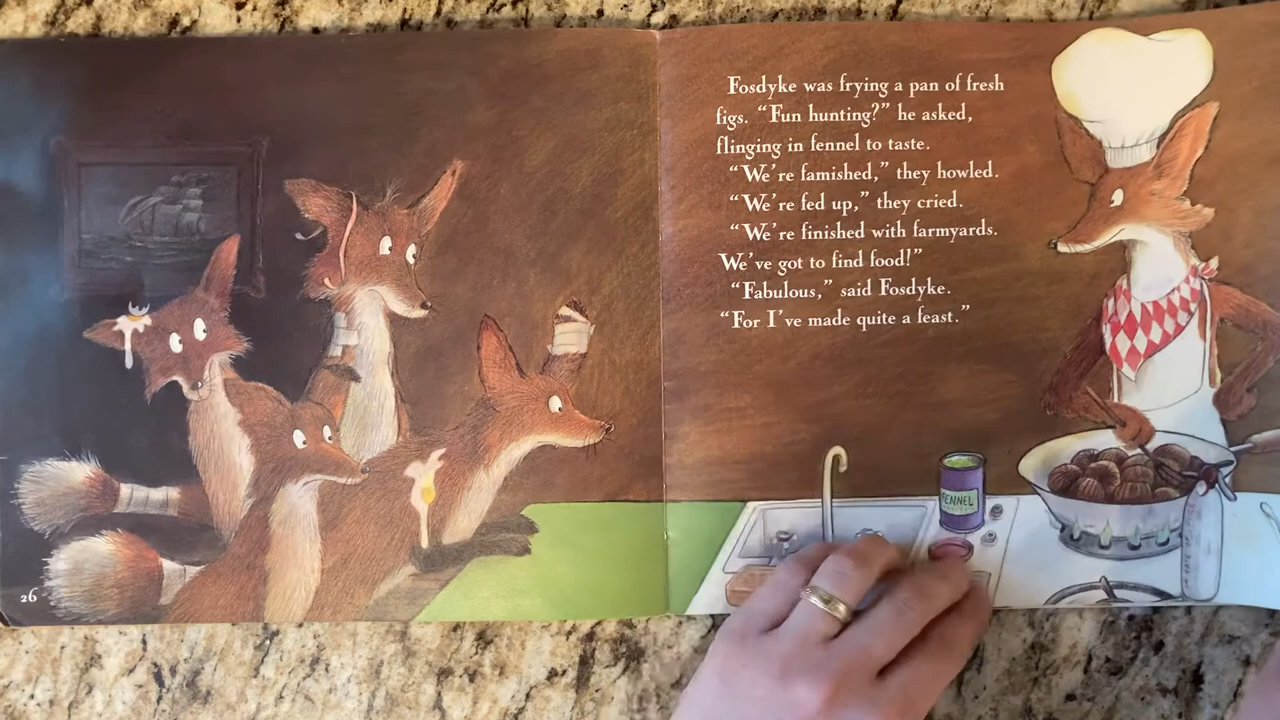 Fosdyke was frying a pan of fresh
figs. “Fun hunting?” he asked,
flinging in fennel to taste.
“We’re famished,” they howled.
“We’re fed up,” they cried.
“We’re finished with farmyards.
We’ve got to find food!”
“Fabulous,” said Fosdyke.
“For I’ve made quite a feast.”
FENNEL
26